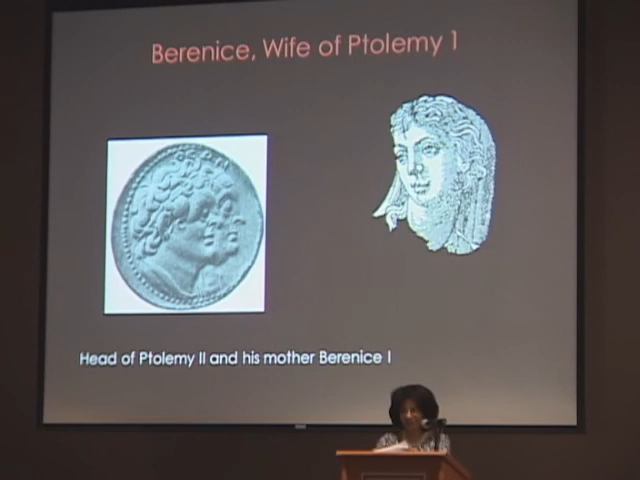 Berenice, Wife of Ptolemy 1
Head of Ptolemy II and his mother Berenice I